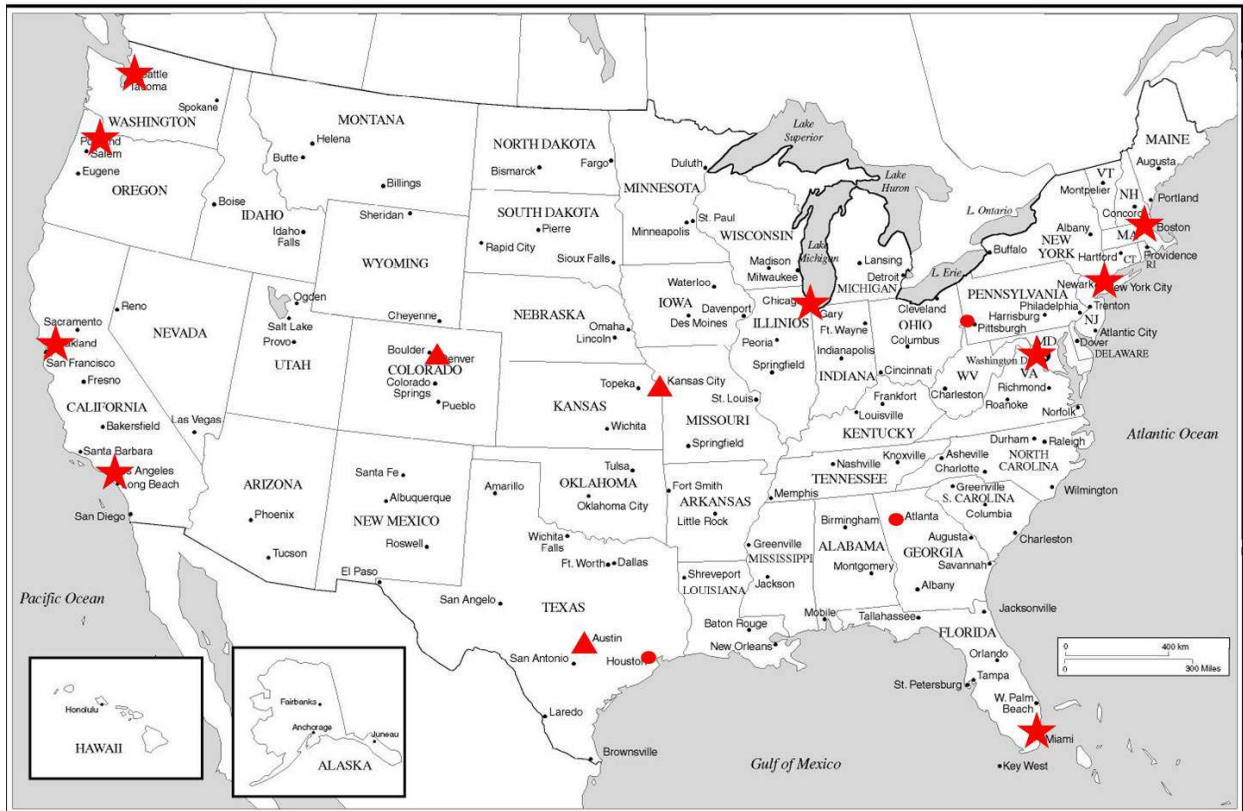 Seattle
Tacoma
Spokane
WASHINGTON
Portland
Salem
Eugene
OREGON
MONTANA
Helena
Butte
Billings
Boise
IDAHO
Idaho
Falls
Sheridan
WYOMING
Cheyenne
NORTH DAKOTA
Bismarck
Fargo
SOUTH DAKOTA
Pierre
Rapid City
Sioux Falls
MINNESOTA
Duluth
Minneapolis
St. Paul
WISCONSIN
Madison
Milwaukee
Lake
Superior
Lake
Michigan
Lake
Huron
L. Erie
L. Ontario
Lansing
Detroit
MICHIGAN
MAINE
Augusta
VT
Montpelier
NH
Concord
Portland
MA
Boston
Albany
NEW
YORK
Buffalo
Hartford
CT
Providence
RI
Newark
New York City
PENNSYLVANIA
Philadelphia
Harrisburg
Pittsburgh
Trenton
NJ
Atlantic City
Dover
DELAWARE
MD
Washington D
Reno
Sacramento
Oakland
San Francisco
Fresno
CALIFORNIA
Bakersfield
Santa Barbara
Los Angeles
Long Beach
San Diego
NEVADA
Las Vegas
Ogden
Salt Lake
Provo
UTAH
Boulder
Denver
COLORADO
Colorado
Springs
Pueblo
NEBRASKA
Omaha
Lincoln
Topeka
Kansas City
KANSAS
Wichita
Waterloo
IOWA
Des Moines
Davenport
Chicago
ILLINIOS
Peoria
Springfield
St. Louis
MISSOURI
Springfield
Gary
Ft. Wayne
Indianapolis
INDIANA
Cleveland
OHIO
Columbus
Cincinnati
WV
Charleston
VA
Richmond
Roanoke
Norfolk
Frankfort
Louisville
KENTUCKY
Nashville
Knoxville
TENNESSEE
Memphis
Asheville
Charlotte
Durham
Raleigh
NORTH
CAROLINA
Wilmington
Greenville
S. CAROLINA
Columbia
Charleston
ARIZONA
Phoenix
Tucson
Santa Fe
Albuquerque
NEW MEXICO
Roswell
El Paso
Amarillo
Tulsa
OKLAHOMA
Oklahoma City
Wichita
Falls
Ft. Worth
Dallas
San Angelo
TEXAS
Austin
San Antonio
Houston
Laredo
Brownsville
Fort Smith
ARKANSAS
Little Rock
Shreveport
LOUISIANA
Baton Rouge
New Orleans
Greenville
MISSISSIPPI
Jackson
Birmingham
ALABAMA
Montgomery
Mobile
Atlanta
Augusta
GEORGIA
Savannah
Albany
Tallahassee
Jacksonville
FLORIDA
Orlando
Tampa
St. Petersburg
W. Palm
Beach
Miami
Key West
Pacific Ocean
Atlantic Ocean
Gulf of Mexico
0 400 km
0 300 Miles
Honolulu
HAWAII
Fairbanks
Anchorage
Juneau
ALASKA